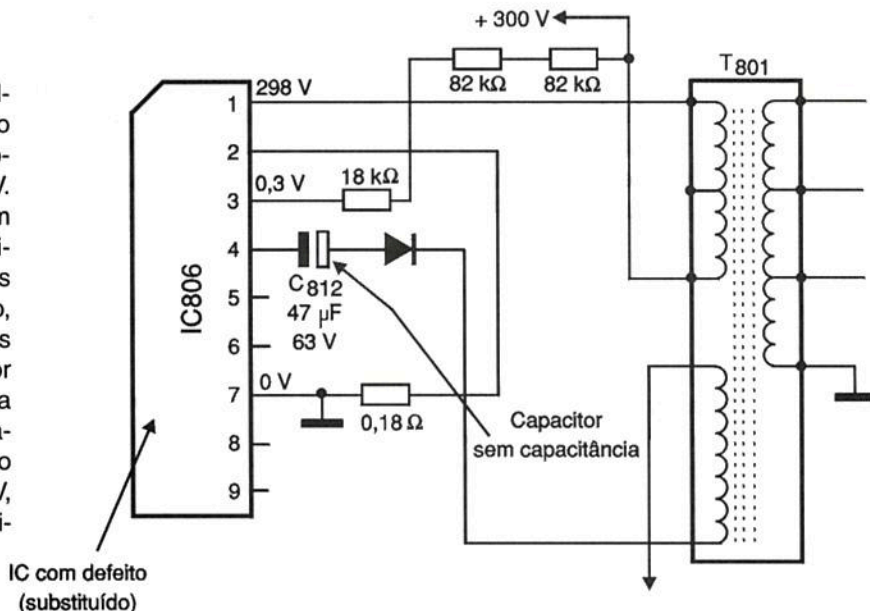 o
m
i-
s
o,
s
or
a
a-
o
i-
+ 300 V
82 kΩ 82 kΩ
T801
298 V
1
2
0,3 V
18 kΩ
3
4
C812
47 µF
63 V
5
6
IC806
0 V
7
0,18 Ω
8
9
Capacitor
sem capacitância
IC com defeito
(substituído)